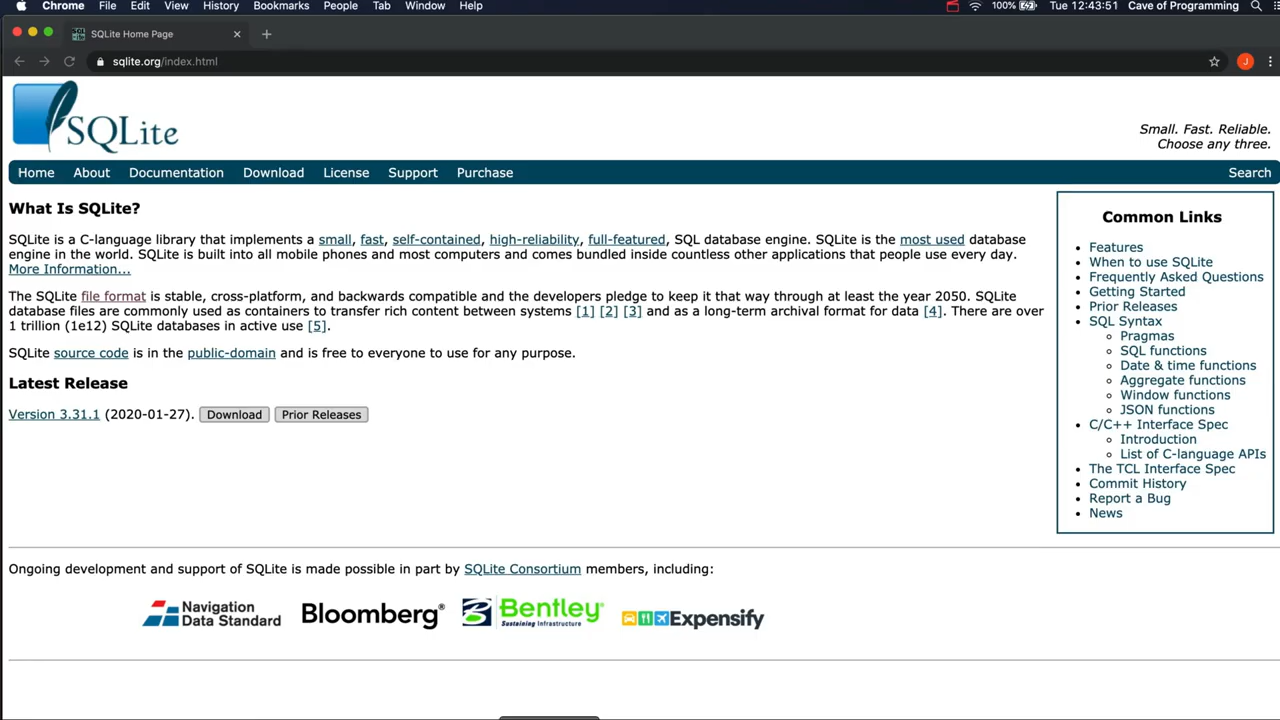 Chrome File Edit View History Bookmarks People Tab Window Help 100% Tue 12:43:51 Cave of Programming
SQLite Home Page
sqlite.org/index.html
J
SQLite
Small. Fast. Reliable.
Choose any three.
Home About Documentation Download License Support Purchase Search
What Is SQLite?
SQLite is a C-language library that implements a small, fast, self-contained, high-reliability, full-featured, SQL database engine. SQLite is the most used database
engine in the world. SQLite is built into all mobile phones and most computers and comes bundled inside countless other applications that people use every day.
More Information...
The SQLite file format is stable, cross-platform, and backwards compatible and the developers pledge to keep it that way through at least the year 2050. SQLite
database files are commonly used as containers to transfer rich content between systems [1] [2] [3] and as a long-term archival format for data [4]. There are over
1 trillion (1e12) SQLite databases in active use [5].
SQLite source code is in the public-domain and is free to everyone to use for any purpose.
Latest Release
Version 3.31.1 (2020-01-27). Download Prior Releases
Common Links
Features
When to use SQLite
Frequently Asked Questions
Getting Started
Prior Releases
SQL Syntax
Pragmas
SQL functions
Date & time functions
Aggregate functions
Window functions
JSON functions
C/C++ Interface Spec
Introduction
List of C-language APIs
The TCL Interface Spec
Commit History
Report a Bug
News
Ongoing development and support of SQLite is made possible in part by SQLite Consortium members, including:
Navigation
Data Standard
Bloomberg®
Bentley®
Sustaining Infrastructure
Expensify